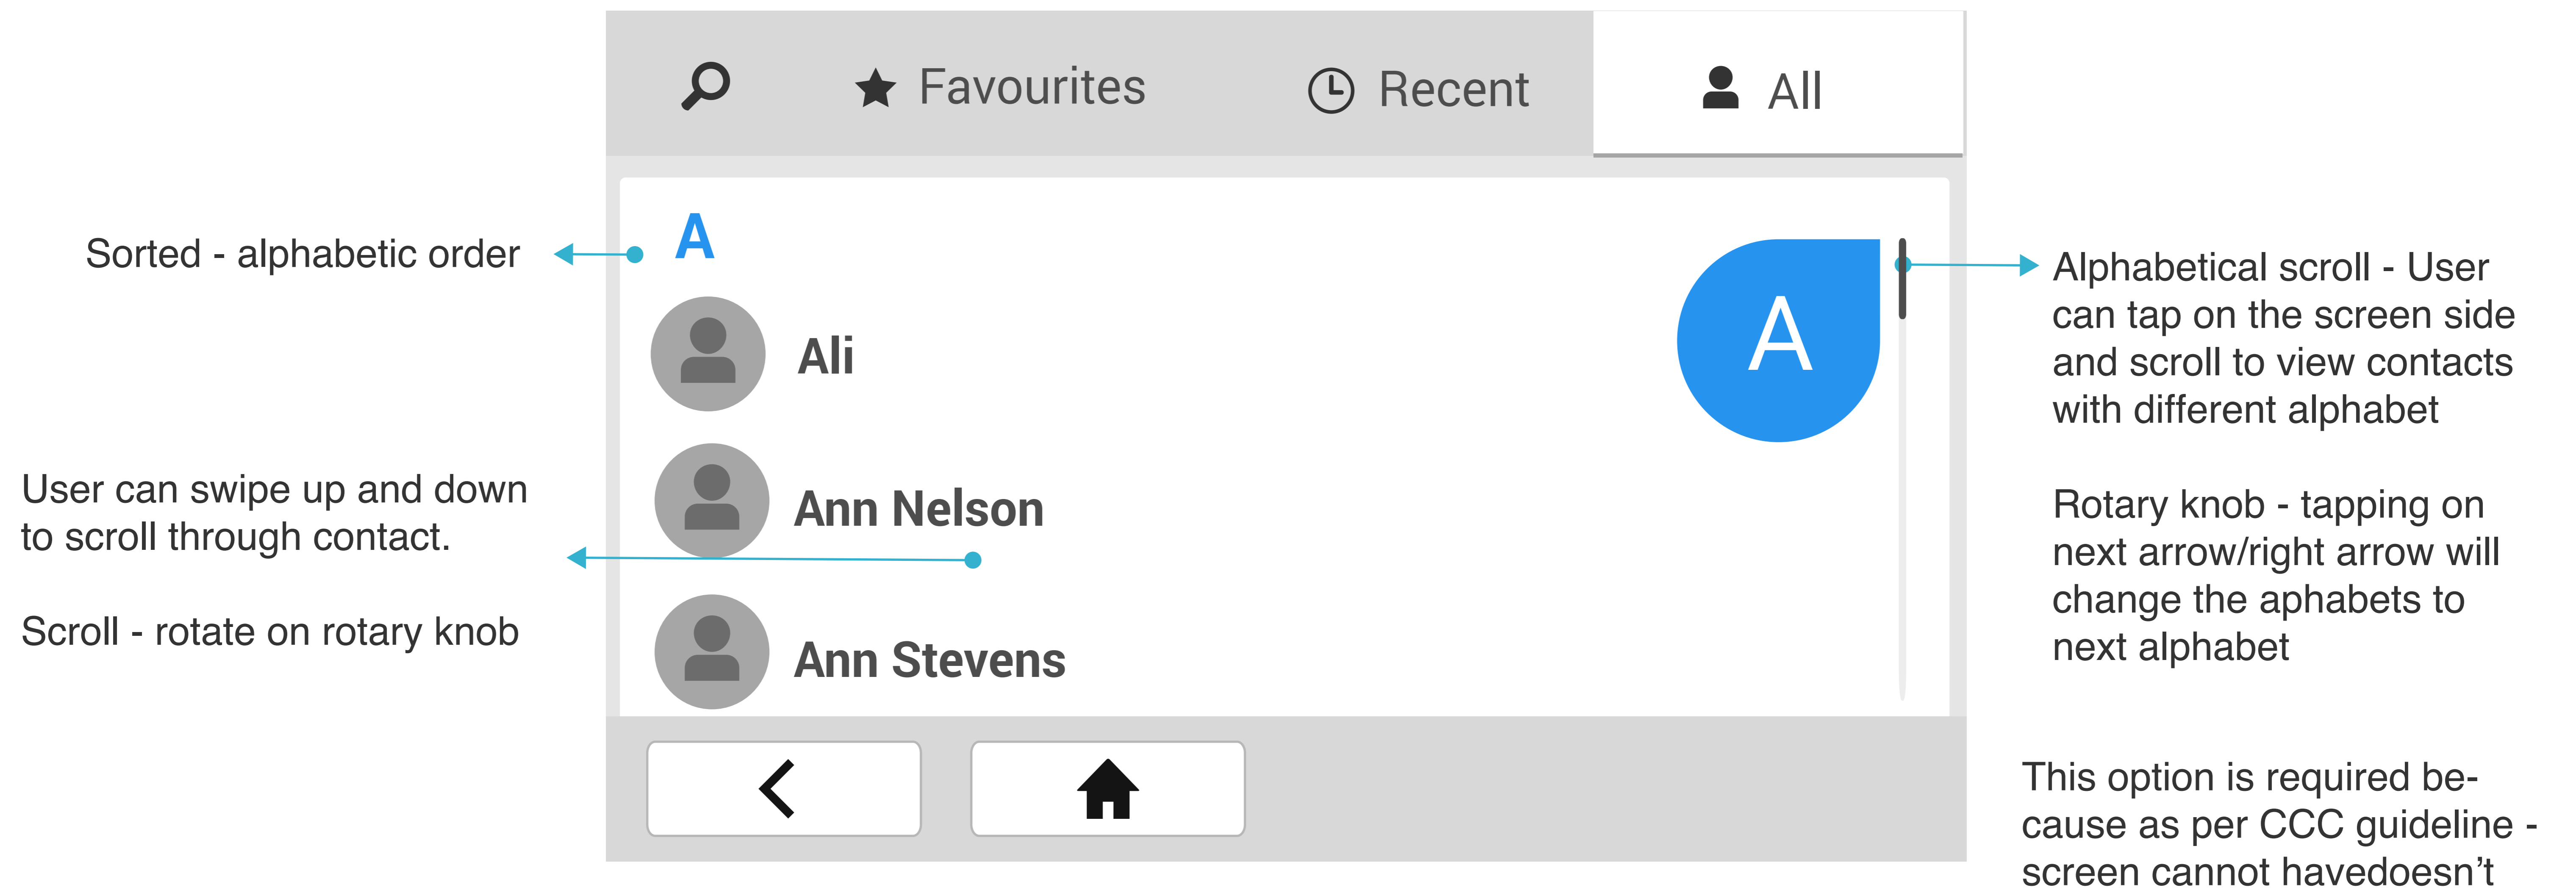 Favourites
Recent
All
Sorted - alphabetic order
A
A
Ali
Ann Nelson
Ann Stevens
User can swipe up and down
to scroll through contact.
Scroll - rotate on rotary knob
Alphabetical scroll - User
can tap on the screen side
and scroll to view contacts
with different alphabet
Rotary knob - tapping on
next arrow/right arrow will
change the aphabets to
next alphabet
This option is required be-
cause as per CCC guideline -
screen cannot havedoesn't